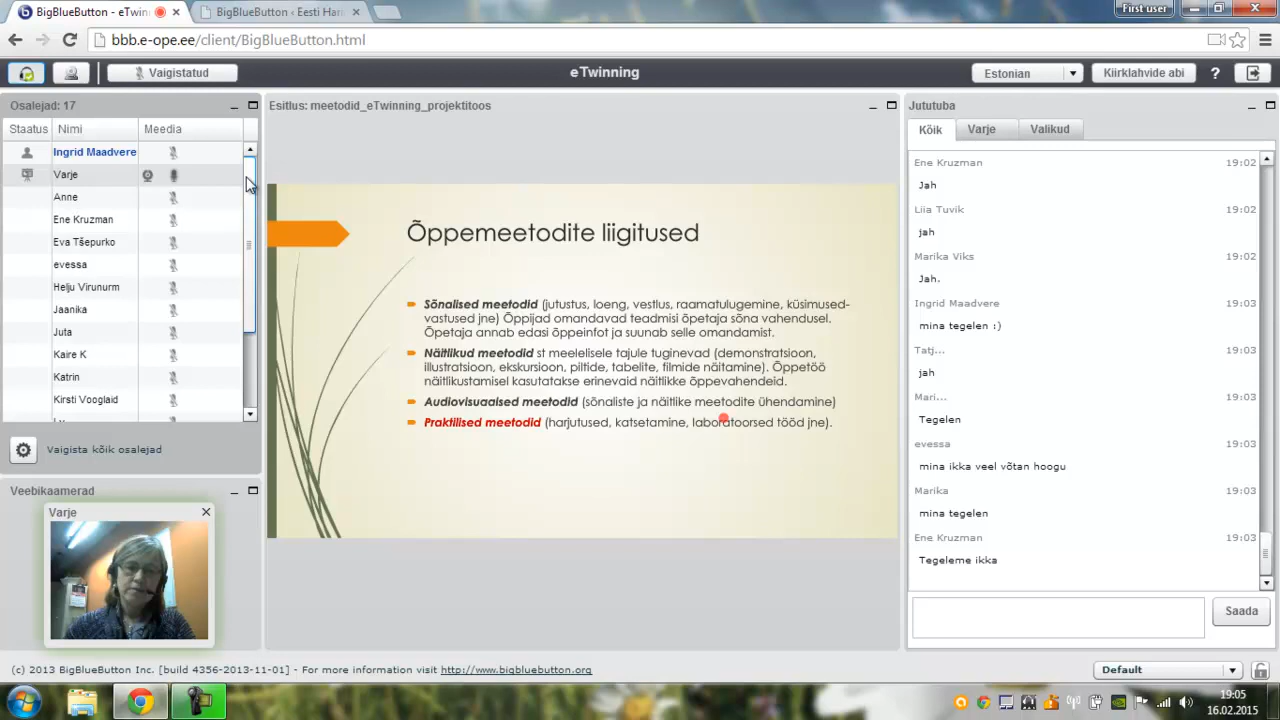 BigBlueButton - eTwinn
BigBlueButton ‹ Eesti Hari
First user
bbb.e-ope.ee/client/BigBlueButton.html
Vaigistatud
eTwinning
Estonian
Kiirklahvide abi
?
Osalejad: 17
Staatus Nimi Meedia
Ingrid Maadvere
Varje
Anne
Ene Kruzman
Eva Tšepurko
evessa
Helju Virunurm
Jaanika
Juta
Kaire K
Katrin
Kirsti Vooglaid
Vaigista kõik osalejad
Veebikaamerad
Varje
Esitlus: meetodid_eTwinning_projektitoos
Õppemeetodite liigitused
Sõnalised meetodid (jutustus, loeng, vestlus, raamatulugemine, küsimused-
vastused jne) Õppijad omandavad teadmisi õpetaja sõna vahendusel.
Õpetaja annab edasi õppeinfot ja suunab selle omandamist.
Näitlikud meetodid st meelelisele tajule tuginevad (demonstratsioon,
illustratsioon, ekskursioon, piltide, tabelite, filmide näitamine). Õppetöö
näitlikustamisel kasutatakse erinevaid näitlikke õppevahendeid.
Audiovisuaalsed meetodid (sõnaliste ja näitlike meetodite ühendamine)
Praktilised meetodid (harjutused, katsetamine, laboratoorsed tööd jne).
Jututuba
Kõik Varje Valikud
Ene Kruzman 19:02
Jah
Liia Tuvik 19:02
jah
Marika Viks 19:02
Jah.
Ingrid Maadvere 19:03
mina tegelen :)
Tatj... 19:03
jah
Mari... 19:03
Tegelen
evessa 19:03
mina ikka veel võtan hoogu
Marika 19:03
mina tegelen
Ene Kruzman 19:03
Tegeleme ikka
Saada
(c) 2013 BigBlueButton Inc. [build 4356-2013-11-01] - For more information visit http://www.bigbluebutton.org
Default
19:05
16.02.2015